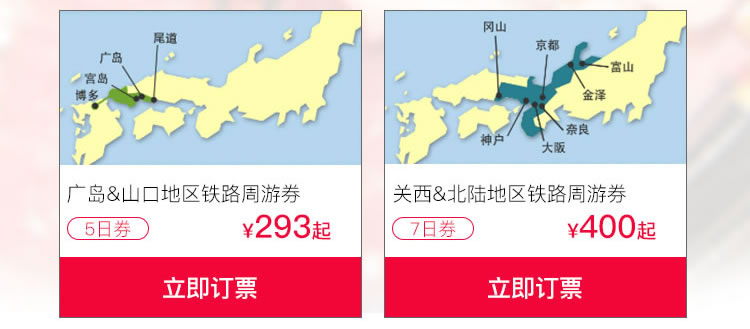 尾道
广岛
宫岛
博多
广岛&山口地区铁路周游券
5日券
¥293起
立即订票
冈山
京都
富山
金泽
奈良
神户
大阪
关西&北陆地区铁路周游券
7日券
¥400起
立即订票